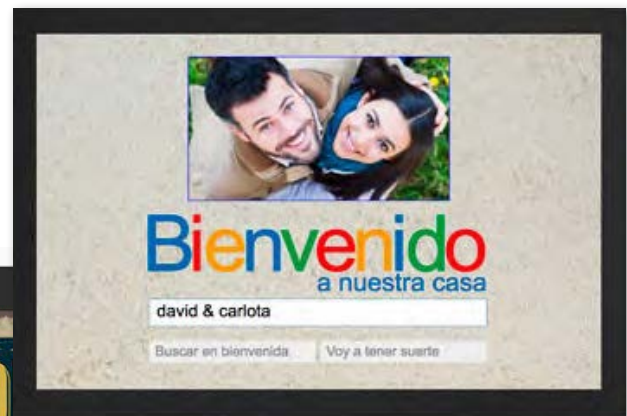 Bienvenido
a nuestra casa
david & carlota
Buscar en bienvenida Voy a tener suerte